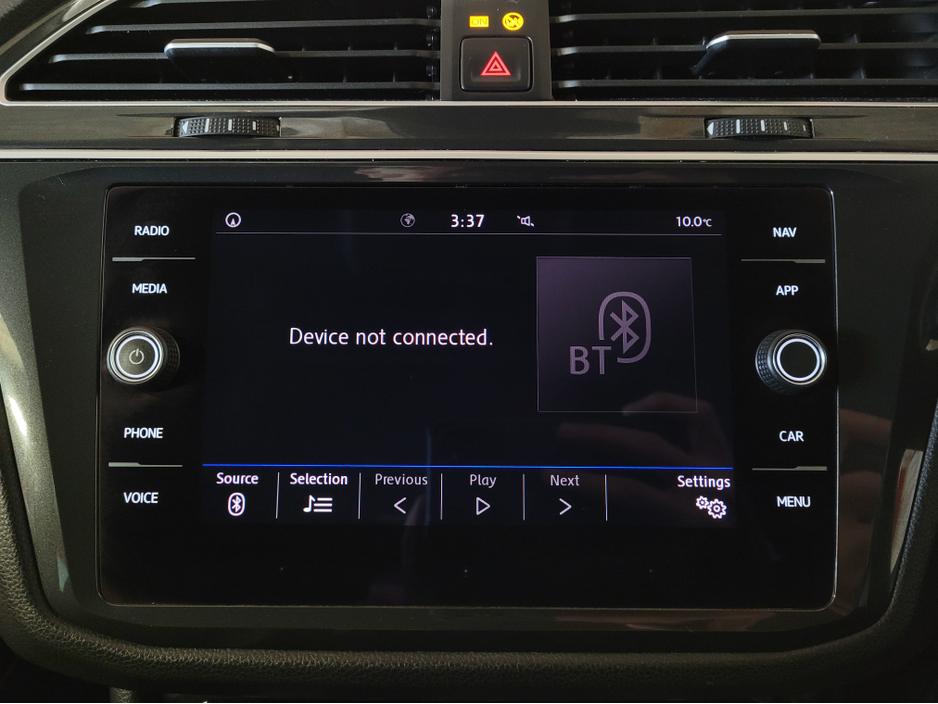 ON
RADIO
MEDIA
PHONE
VOICE
3:37
10.0°C
Device not connected.
BT
Source
Selection
Previous
Play
Next
Settings
NAV
APP
CAR
MENU